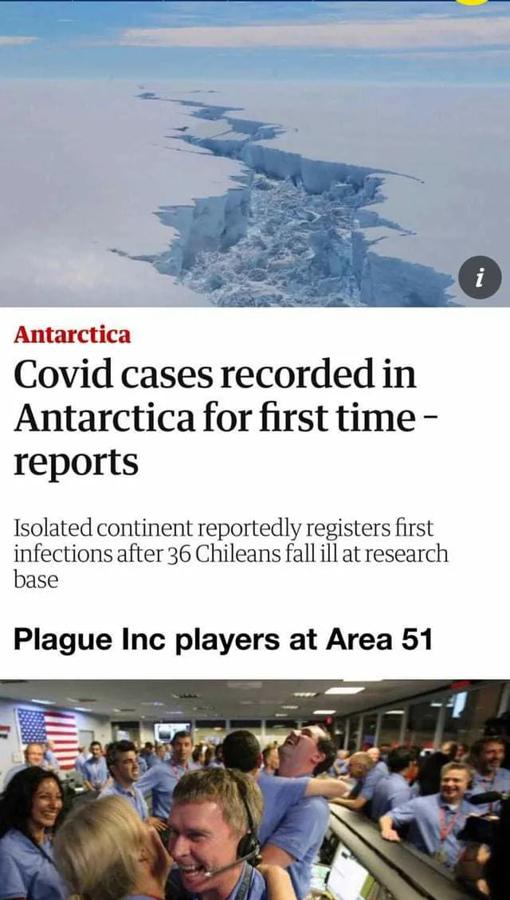 Antarctica
Covid cases recorded in
Antarctica for first time –
reports
Isolated continent reportedly registers first
infections after 36 Chileans fall ill at research
base
Plague Inc players at Area 51